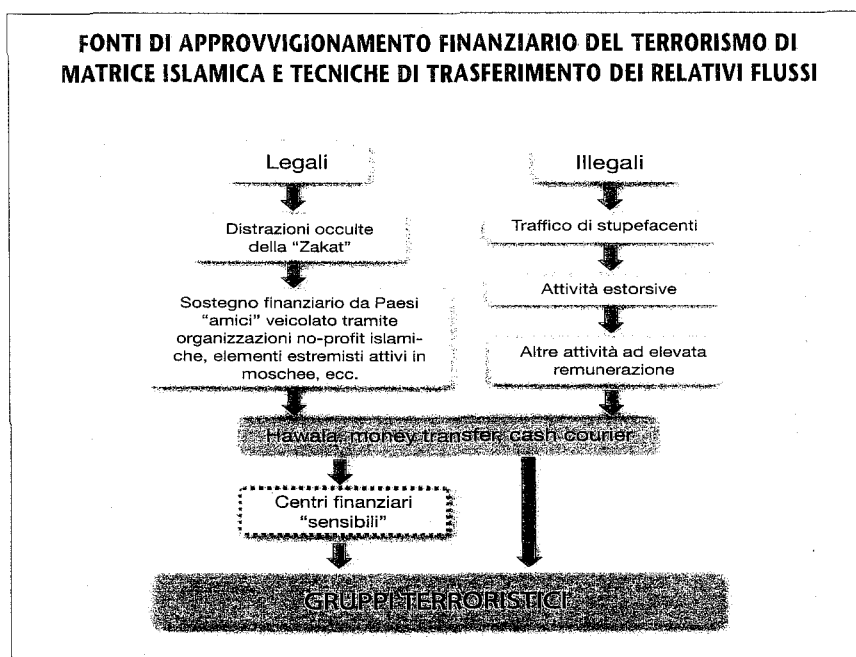 FONTI DI APPROVVIGIONAMENTO FINANZIARIO DEL TERRORISMO DI
MATRICE ISLAMICA E TECNICHE DI TRASFERIMENTO DEI RELATIVI FLUSSI
Legali
Distrazioni occulte
della “Zakat”
Sostegno finanziario da Paesi
“amici” veicolato tramite
organizzazioni no-profit islami-
che, elementi estremisti attivi in
moschee, ecc.
Illegali
Traffico di stupefacenti
Attività estorsive
Altre attività ad elevata
remunerazione
Hawala, money transfer, cash courier
Centri finanziari
“sensibili”
GRUPPI TERRORISTICI